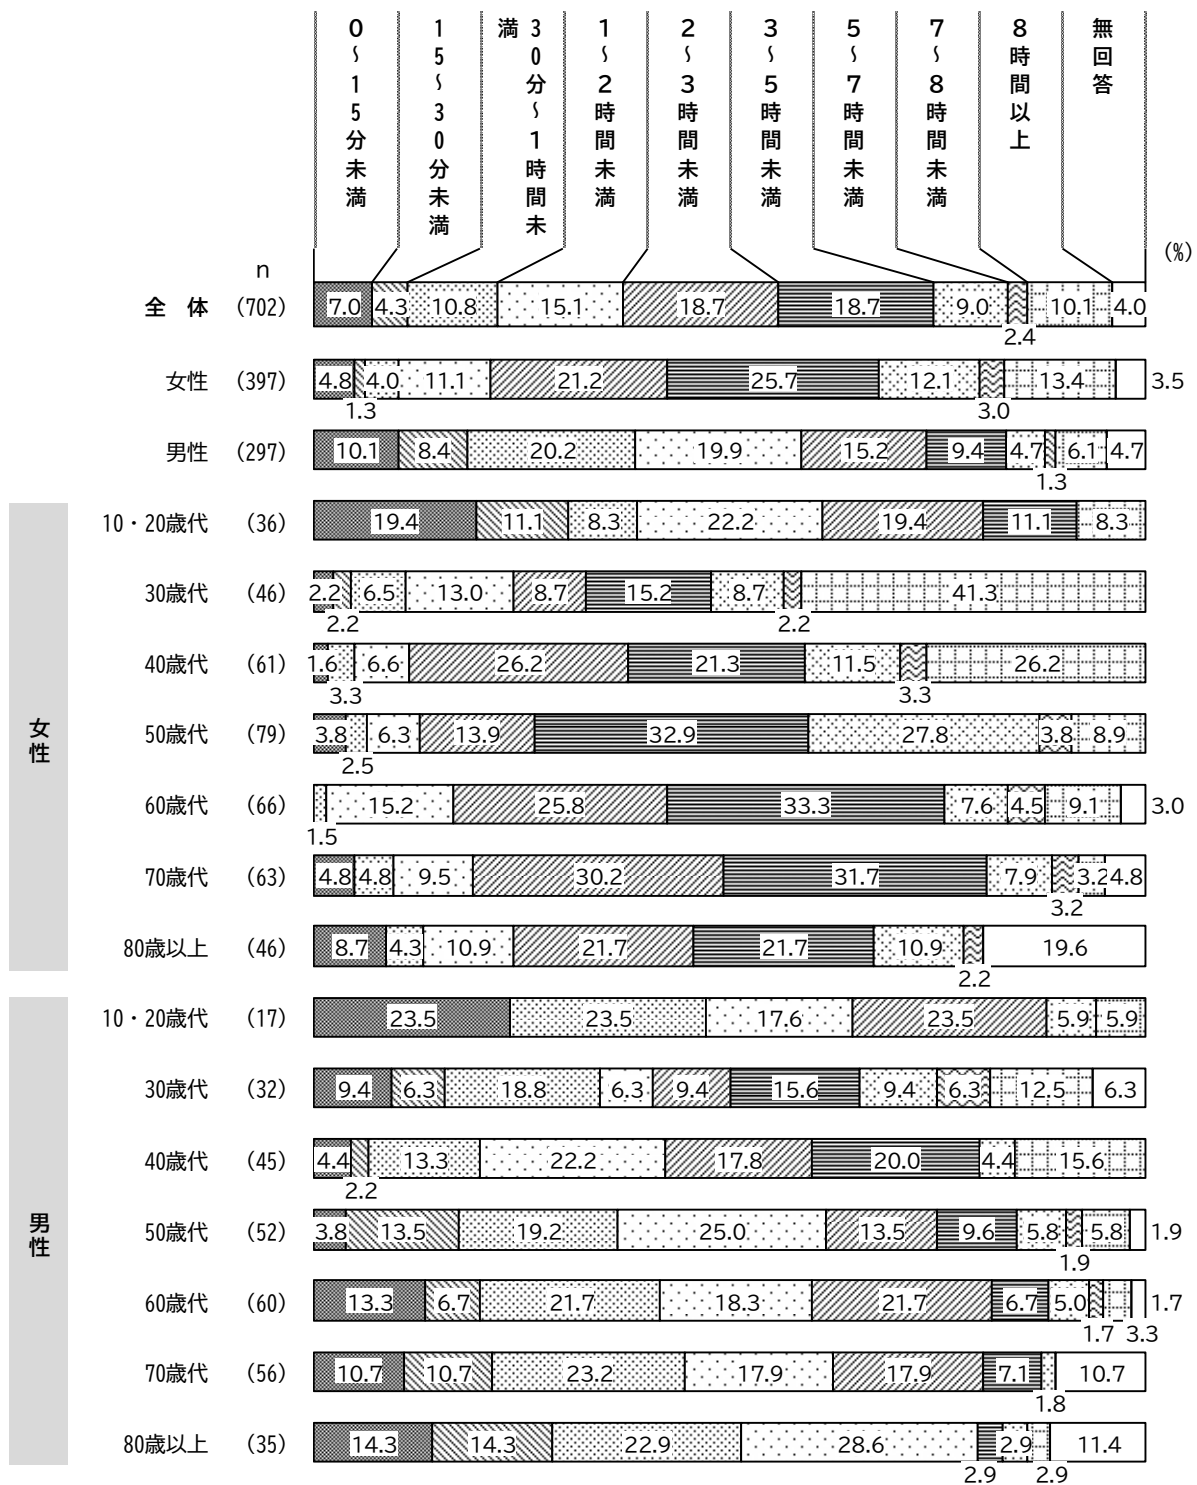 0～15分未満
15～30分未満
30分～1時間未満
1～2時間未満
2～3時間未満
3～5時間未満
5～7時間未満
7～8時間未満
8時間以上
無回答
(%)
n
全 体 (702) 7.0 4.3 10.8 15.1 18.7 18.7 9.0 2.4 10.1 4.0
女性 (397) 4.8 1.3 4.0 11.1 21.2 25.7 12.1 3.0 13.4 3.5
男性 (297) 10.1 8.4 20.2 19.9 15.2 9.4 4.7 1.3 6.1 4.7
女性
10・20歳代 (36) 19.4 11.1 8.3 22.2 19.4 11.1 8.3
30歳代 (46) 2.2 2.2 6.5 13.0 8.7 15.2 8.7 2.2 41.3
40歳代 (61) 1.6 3.3 6.6 26.2 21.3 11.5 3.3 26.2
50歳代 (79) 3.8 2.5 6.3 13.9 32.9 27.8 3.8 8.9
60歳代 (66) 1.5 15.2 25.8 33.3 7.6 4.5 9.1 3.0
70歳代 (63) 4.8 4.8 9.5 30.2 31.7 7.9 3.2 3.2 4.8
80歳以上 (46) 8.7 4.3 10.9 21.7 21.7 10.9 2.2 19.6
男性
10・20歳代 (17) 23.5 23.5 17.6 23.5 5.9 5.9
30歳代 (32) 9.4 6.3 18.8 6.3 9.4 15.6 9.4 6.3 12.5 6.3
40歳代 (45) 4.4 2.2 13.3 22.2 17.8 20.0 4.4 15.6
50歳代 (52) 3.8 13.5 19.2 25.0 13.5 9.6 5.8 1.9 5.8 1.9
60歳代 (60) 13.3 6.7 21.7 18.3 21.7 6.7 5.0 1.7 3.3 1.7
70歳代 (56) 10.7 10.7 23.2 17.9 17.9 7.1 1.8 10.7
80歳以上 (35) 14.3 14.3 22.9 28.6 2.9 2.9 2.9 11.4